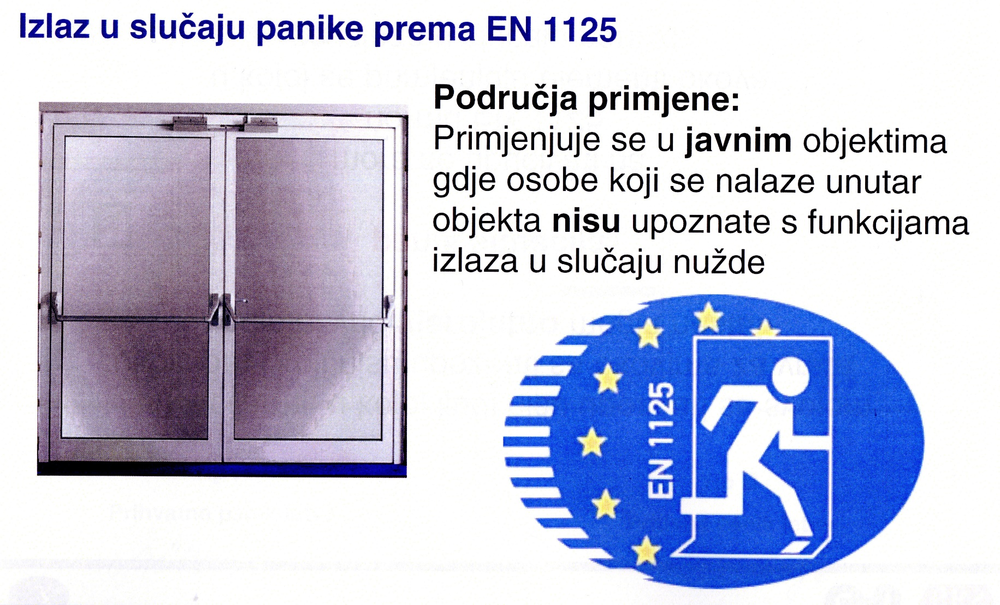 Izlaz u slučaju panike prema EN 1125
Područja primjene:
Primjenjuje se u javnim objektima
gdje osobe koji se nalaze unutar
objekta nisu upoznate s funkcijama
izlaza u slučaju nužde
EN 1125